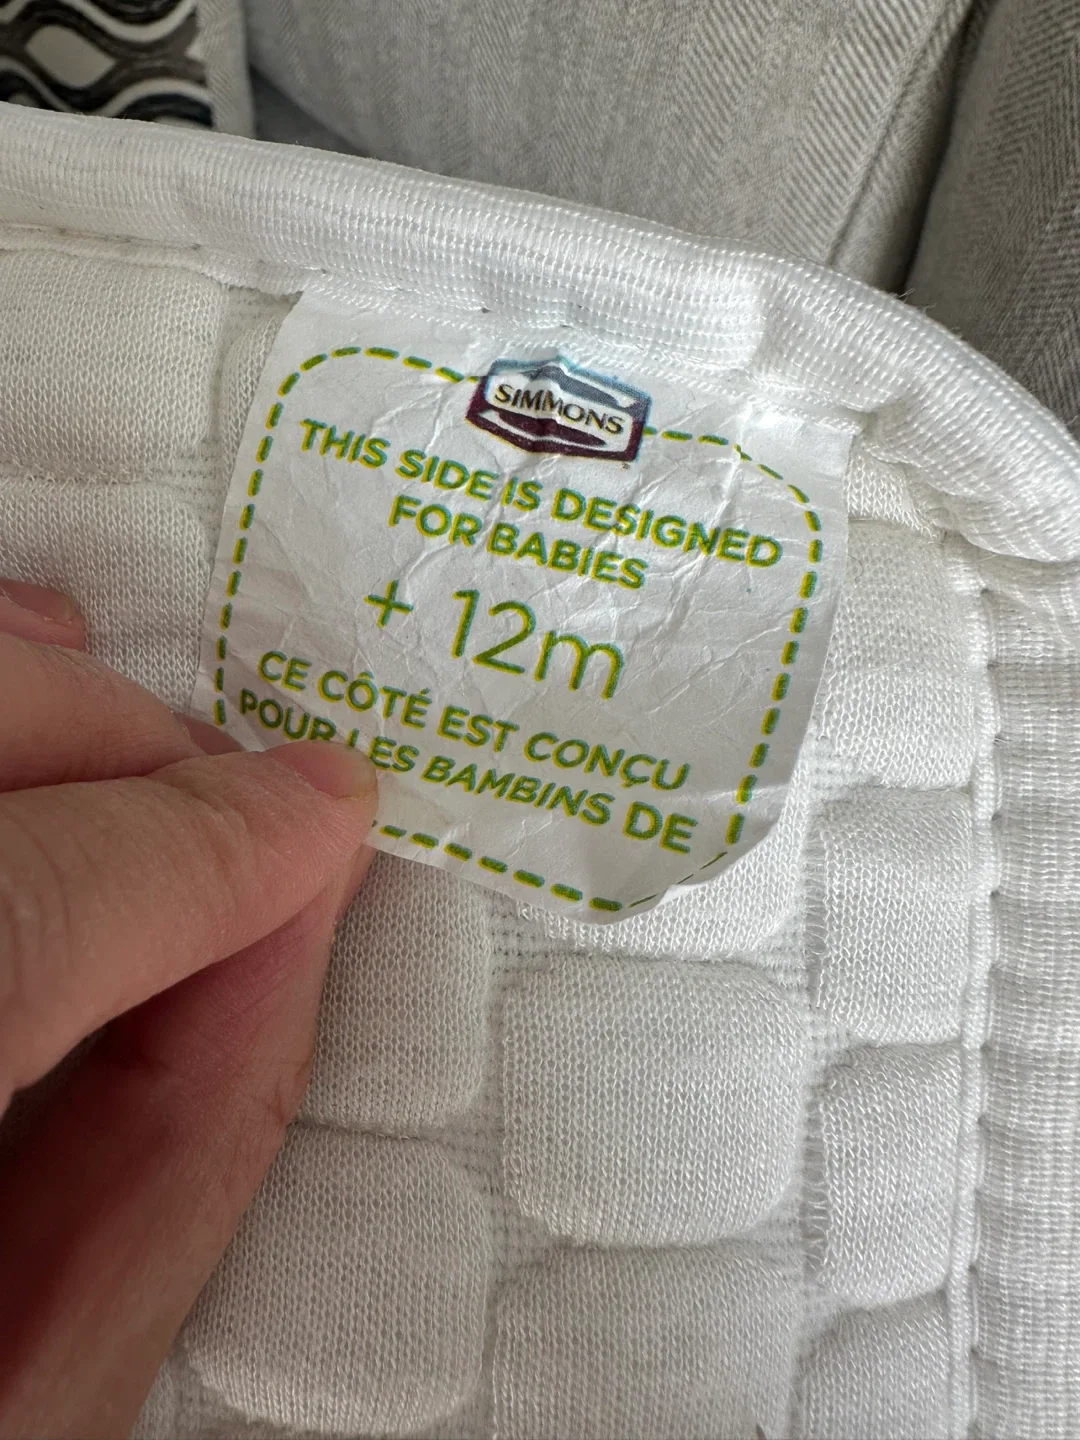 SIMMONS
THIS SIDE IS DESIGNED
FOR BABIES
+ 12m
CE CÔTÉ EST CONÇU
POUR LES BAMBINS DE